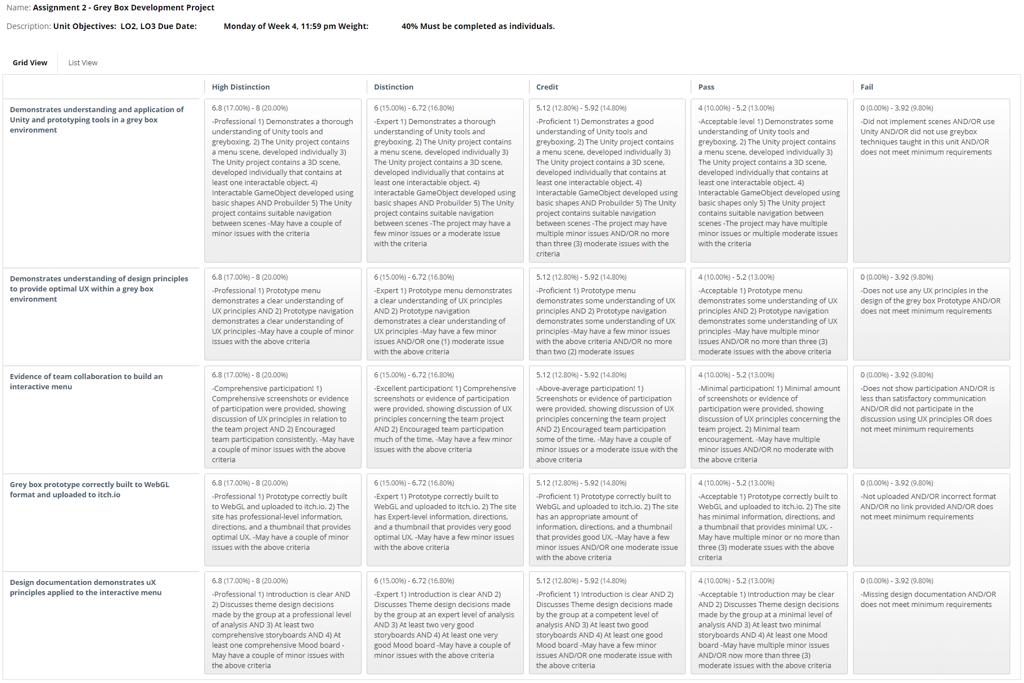 Name: Assignment 2 - Grey Box Development Project
Description: Unit Objectives: LO2, LO3 Due Date: Monday of Week 4, 11:59 pm Weight: 40% Must be completed as individuals.
Grid View List View
High Distinction Distinction Credit Pass Fail
Demonstrates understanding and application of
Unity and prototyping tools in a grey box
environment
6.8 (17.00%) - 8 (20.00%)
-Professional 1) Demonstrates a thorough
understanding of Unity tools and
greyboxing. 2) The Unity project contains
a menu scene, developed individually 3)
The Unity project contains a 3D scene,
developed individually that contains at
least one interactable object. 4)
Interactable GameObject developed using
basic shapes AND Probuilder 5) The Unity
project contains suitable navigation
between scenes -May have a couple of
minor issues with the criteria
6 (15.00%) - 6.72 (16.80%)
-Expert 1) Demonstrates a thorough
understanding of Unity tools and
greyboxing. 2) The Unity project contains
a menu scene, developed individually 3)
The Unity project contains a 3D scene,
developed individually that contains at
least one interactable object. 4)
Interactable GameObject developed using
basic shapes AND Probuilder 5) The Unity
project contains suitable navigation
between scenes -The project may have a
few minor issues or a moderate issue
with the criteria
5.12 (12.80%) - 5.92 (14.80%)
-Proficient 1) Demonstrates a good
understanding of Unity tools and
greyboxing. 2) The Unity project contains
a menu scene, developed individually 3)
The Unity project contains a 3D scene,
developed individually that contains at
least one interactable object. 4)
Interactable GameObject developed using
basic shapes AND Probuilder 5) The Unity
project contains suitable navigation
between scenes -The project may have
multiple minor issues AND/OR no more
than three (3) moderate issues with the
criteria
4 (10.00%) - 5.2 (13.00%)
-Acceptable level 1) Demonstrates some
understanding of Unity tools and
greyboxing. 2) The Unity project contains
a menu scene, developed individually 3)
The Unity project contains a 3D scene,
developed individually that contains at
least one interactable object. 4)
Interactable GameObject developed using
basic shapes only 5) The Unity project
contains suitable navigation between
scenes -The project may have multiple
minor issues or multiple moderate issues
with the criteria
0 (0.00%) - 3.92 (9.80%)
-Did not implement scenes AND/OR use
Unity AND/OR did not use greybox
techniques taught in this unit AND/OR
does not meet minimum requirements
Demonstrates understanding of design principles
to provide optimal UX within a grey box
environment
6.8 (17.00%) - 8 (20.00%)
-Professional 1) Prototype menu
demonstrates a clear understanding of
UX principles AND 2) Prototype navigation
demonstrates a clear understanding of
UX principles -May have a couple of minor
issues with the above criteria
6 (15.00%) - 6.72 (16.80%)
-Expert 1) Prototype menu demonstrates
a clear understanding of UX principles
AND 2) Prototype navigation
demonstrates a clear understanding of
UX principles -May have a few minor
issues AND/OR one (1) moderate issue
with the above criteria
5.12 (12.80%) - 5.92 (14.80%)
-Proficient 1) Prototype menu
demonstrates some understanding of UX
principles AND 2) Prototype navigation
demonstrates some understanding of UX
principles -May have a few minor issues
with the above criteria AND/OR no more
than two (2) moderate issues
4 (10.00%) - 5.2 (13.00%)
-Acceptable 1) Prototype menu
demonstrates some understanding of UX
principles AND 2) Prototype navigation
demonstrates some understanding of UX
principles -May have multiple minor
issues AND/OR no more than three (3)
moderate issues with the above criteria
0 (0.00%) - 3.92 (9.80%)
-Does not use any UX principles in the
design of the grey box Prototype AND/OR
does not meet minimum requirements
Evidence of team collaboration to build an
interactive menu
6.8 (17.00%) - 8 (20.00%)
-Comprehensive participation! 1)
Comprehensive screenshots or evidence
of participation were provided, showing
discussion of UX principles in relation to
the team project AND 2) Encouraged
team participation consistently. -May have
a couple of minor issues with the above
criteria
6 (15.00%) - 6.72 (16.80%)
-Excellent participation! 1) Comprehensive
screenshots or evidence of participation
were provided, showing discussion of UX
principles concerning the team project
AND 2) Encouraged team participation
much of the time. -May have a few minor
issues with the above criteria
5.12 (12.80%) - 5.92 (14.80%)
-Above-average participation! 1)
Screenshots or evidence of participation
were provided, showing discussion of UX
principles concerning the team project
AND 2) Encouraged team participation
some of the time. -May have a couple of
minor issues or a moderate issue with the
above criteria
4 (10.00%) - 5.2 (13.00%)
-Minimal participation! 1) Minimal amount
of screenshots or evidence of
participation were provided, showing
discussion of UX principles concerning the
team project. 2) Minimal team
encouragement. -May have multiple
minor AND/OR no moderate with the
above criteria
0 (0.00%) - 3.92 (9.80%)
-Does not show participation AND/OR is
less than satisfactory communication
AND/OR did not participate in the
discussion using UX principles OR does
not meet minimum requirements
Grey box prototype correctly built to WebGL
format and uploaded to itch.io
6.8 (17.00%) - 8 (20.00%)
-Professional 1) Prototype correctly built
to WebGL and uploaded to itch.io. 2) The
site has professional-level information,
directions, and a thumbnail that provides
optimal UX. -May have a couple of minor
issues with the above criteria
6 (15.00%) - 6.72 (16.80%)
-Expert 1) Prototype correctly built to
WebGL and uploaded to itch.io. 2) The
site has Expert-level information, directions,
and a thumbnail that provides very good
optimal UX. -May have a few minor issues
with the above criteria
5.12 (12.80%) - 5.92 (14.80%)
-Proficient 1) Prototype correctly built to
WebGL and uploaded to itch.io. 2) The site
has an appropriate amount of
information, directions, and a thumbnail
that provides good UX. -May have a few
minor issues AND/OR one moderate issue
with the above criteria
4 (10.00%) - 5.2 (13.00%)
-Acceptable 1) Prototype correctly built to
WebGL and uploaded to itch.io. 2) The site
has minimal information, directions, and
a thumbnail that provides minimal UX. -
May have multiple minor or no more than
three (3) moderate issues with the above
criteria
0 (0.00%) - 3.92 (9.80%)
-Not uploaded AND/OR incorrect format
AND/OR no link provided AND/OR does
not meet minimum requirements
Design documentation demonstrates uX
principles applied to the interactive menu
6.8 (17.00%) - 8 (20.00%)
-Professional 1) Introduction is clear AND
2) Discusses theme design decisions
made by the group at a professional level
of analysis AND 3) At least two
comprehensive storyboards AND 4) At
least one comprehensive Mood board -
May have a couple of minor issues with
the above criteria
6 (15.00%) - 6.72 (16.80%)
-Expert 1) Introduction is clear AND 2)
Discusses Theme design decisions made
by the group at an expert level of analysis
AND 3) At least two very good
storyboards AND 4) At least one very
good Mood board -May have a couple of
minor issues with the above criteria
5.12 (12.80%) - 5.92 (14.80%)
-Proficient 1) Introduction is clear AND 2)
Discusses Theme design decisions made
by the group at a competent level of
analysis AND 3) At least two good
storyboards AND 4) At least one good
Mood board -May have a few minor
issues AND/OR one moderate issue with
the above criteria
4 (10.00%) - 5.2 (13.00%)
-Acceptable 1) Introduction may be clear
AND 2) Discusses Theme design decisions
made by the group at a minimal level of
analysis AND 3) At least two minimal
storyboards AND 4) At least one Mood
board -May have multiple minor issues
AND/OR now more than three (3)
moderate issues with the above criteria
0 (0.00%) - 3.92 (9.80%)
-Missing design documentation AND/OR
does not meet minimum requirements